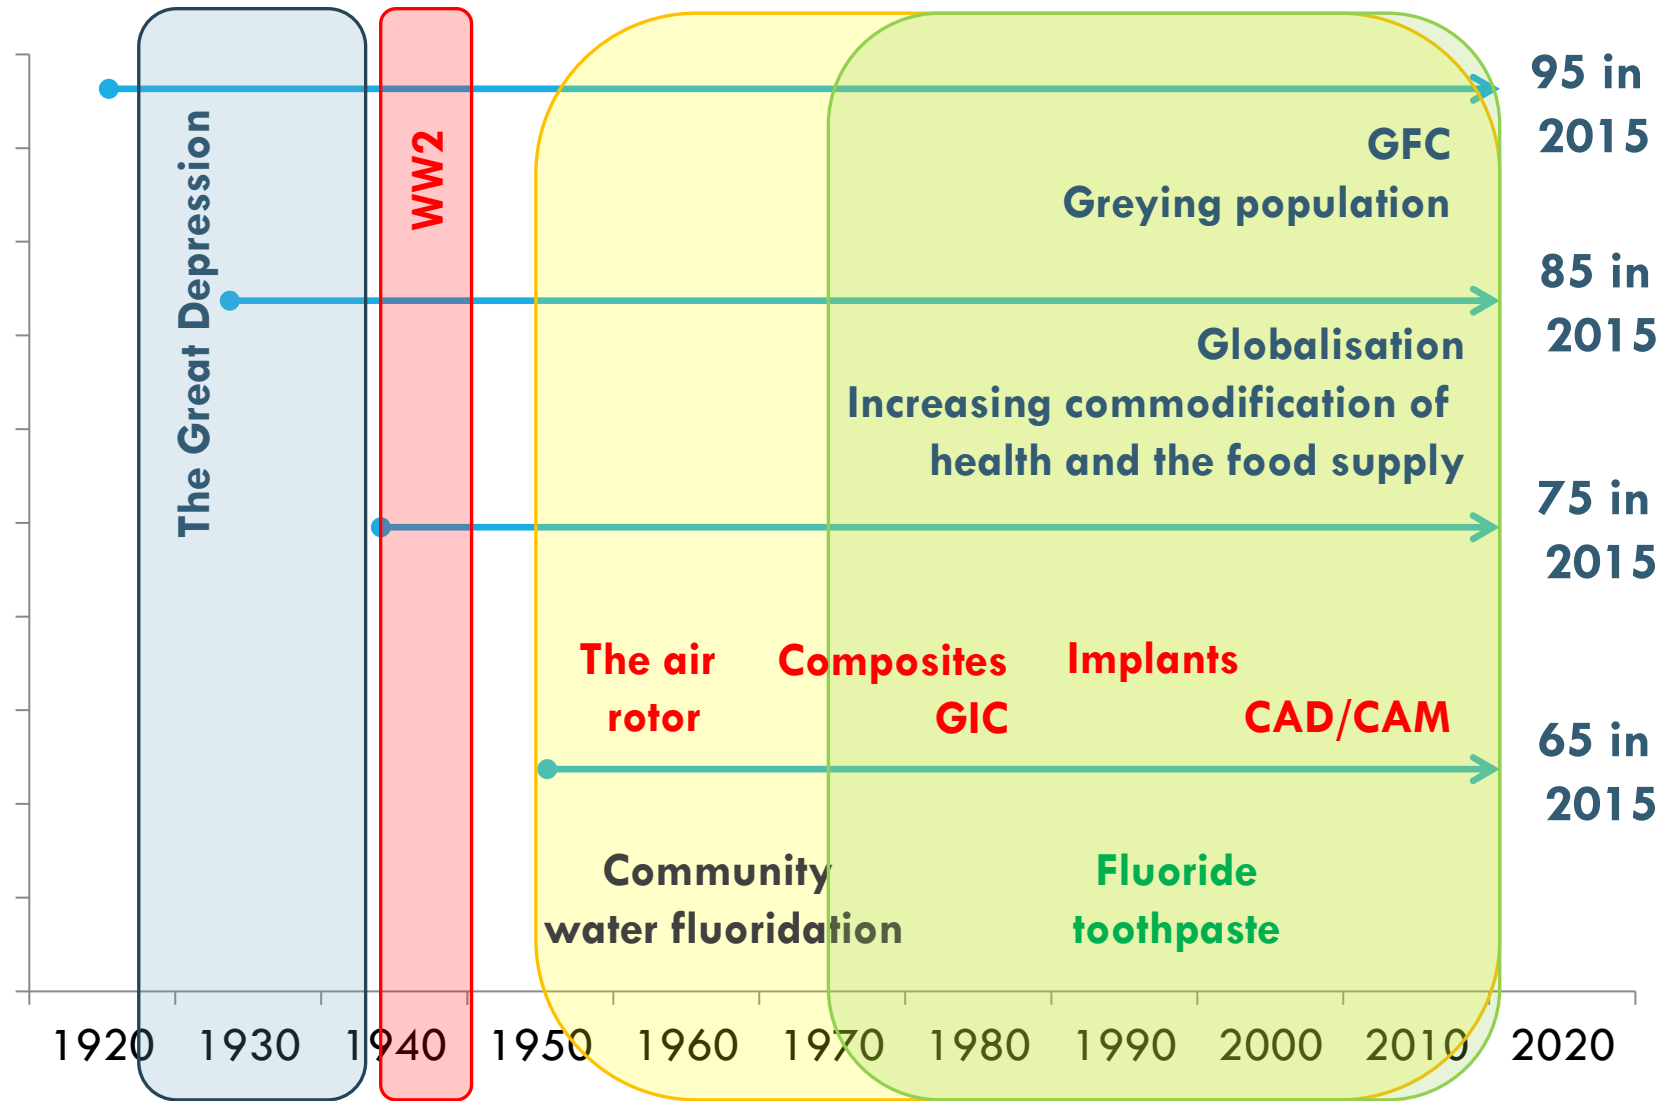 95 in
2015
The Great Depression
WW2
GFC
Greying population
85 in
2015
Globalisation
Increasing commodification of
health and the food supply
75 in
2015
The air
rotor
Composites
GIC
Implants
CAD/CAM
65 in
2015
Community
water fluoridation
Fluoride
toothpaste
1920 1930 1940 1950 1960 1970 1980 1990 2000 2010 2020